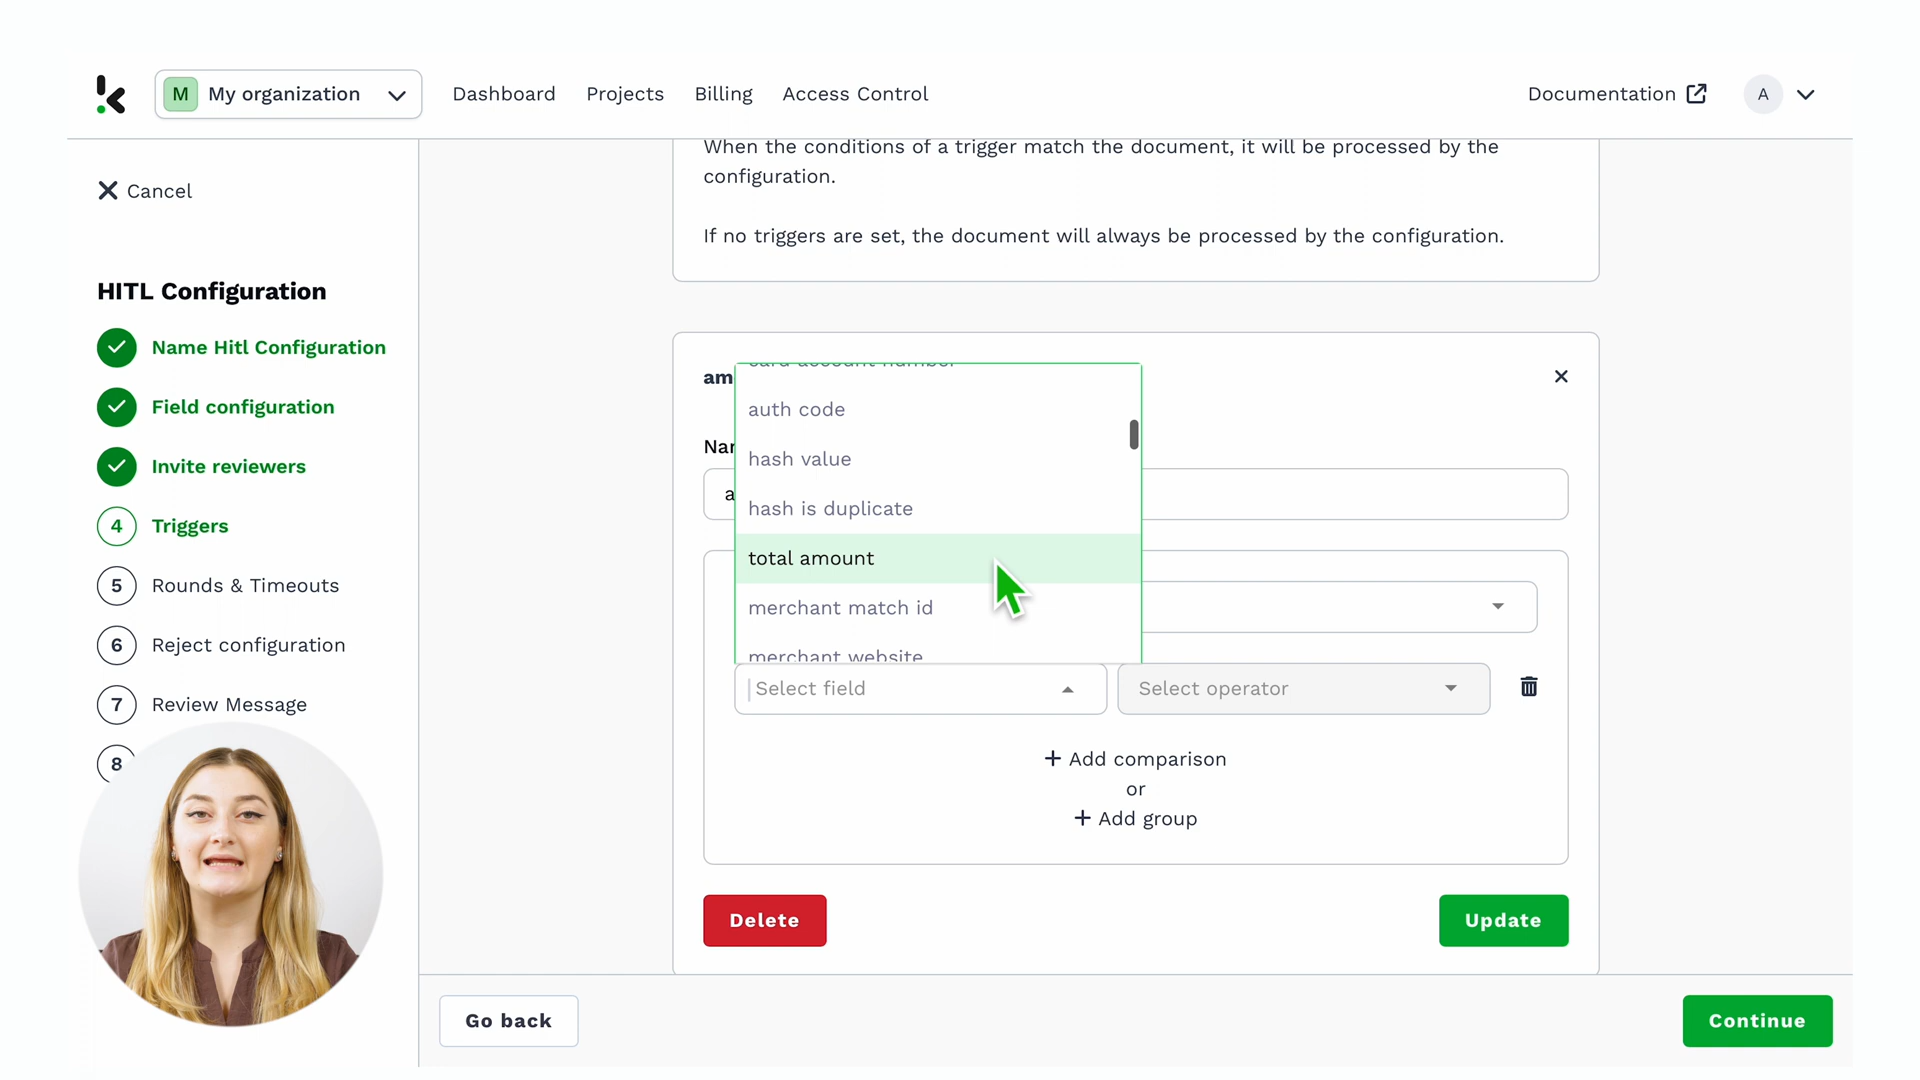 M My organization
Dashboard
Projects
Billing
Access Control
Documentation
A
Cancel
HITL Configuration
Name Hitl Configuration
Field configuration
Invite reviewers
4 Triggers
5 Rounds & Timeouts
6 Reject configuration
7 Review Message
8
When the conditions of a trigger match the document, it will be processed by the
configuration.
If no triggers are set, the document will always be processed by the configuration.
am
card account number
auth code
hash value
hash is duplicate
total amount
merchant match id
merchant website
Select field
Select operator
+ Add comparison
or
+ Add group
Delete
Update
Go back
Continue